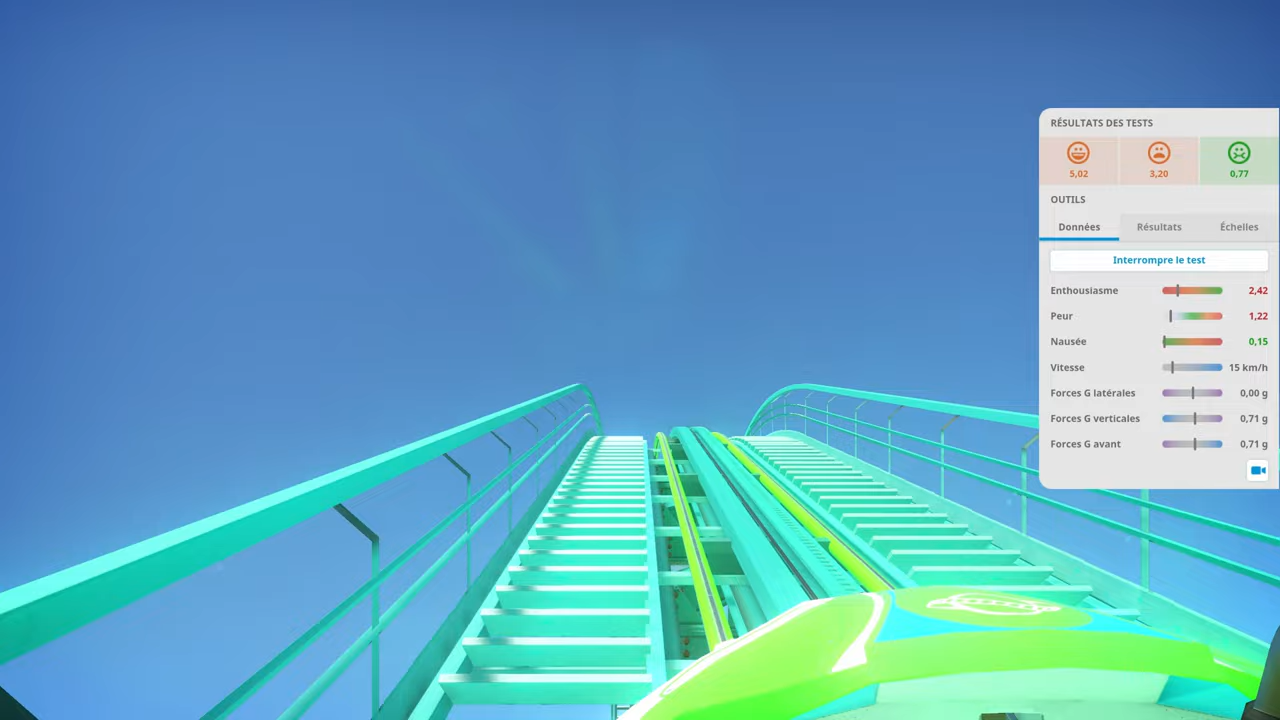 RÉSULTATS DES TESTS
5,02 3,20 0,77
OUTILS
Données Résultats Échelles
Interrompre le test
Enthousiasme 2,42
Peur 1,22
Nausée 0,15
Vitesse 15 km/h
Forces G latérales 0,00 g
Forces G verticales 0,71 g
Forces G avant 0,71 g